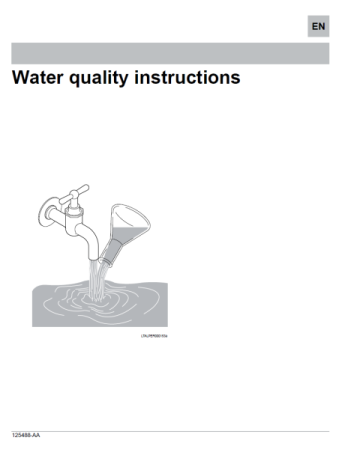 EN
Water quality instructions
125488-AA